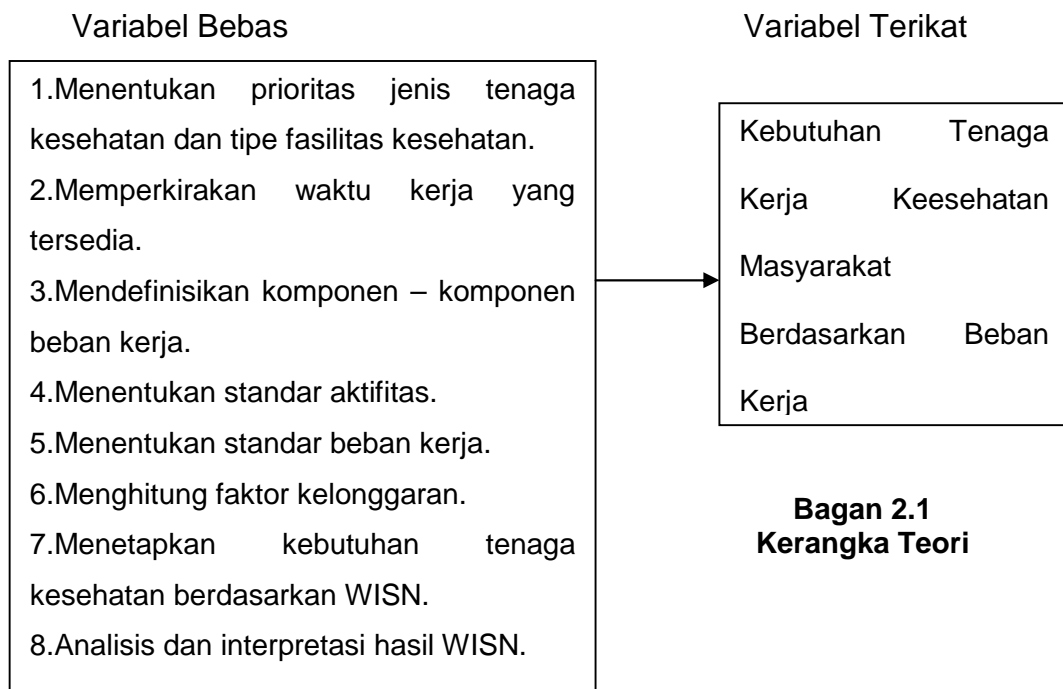 Variabel Bebas
1.Menentukan prioritas jenis tenaga
kesehatan dan tipe fasilitas kesehatan.
2.Memperkirakan waktu kerja yang
tersedia.
3.Mendefinisikan komponen – komponen
beban kerja.
4.Menentukan standar aktifitas.
5.Menentukan standar beban kerja.
6.Menghitung faktor kelonggaran.
7.Menetapkan kebutuhan tenaga
kesehatan berdasarkan WISN.
8.Analisis dan interpretasi hasil WISN.
Variabel Terikat
Kebutuhan Tenaga
Kerja Keesehatan
Masyarakat
Berdasarkan Beban
Kerja
Bagan 2.1
Kerangka Teori